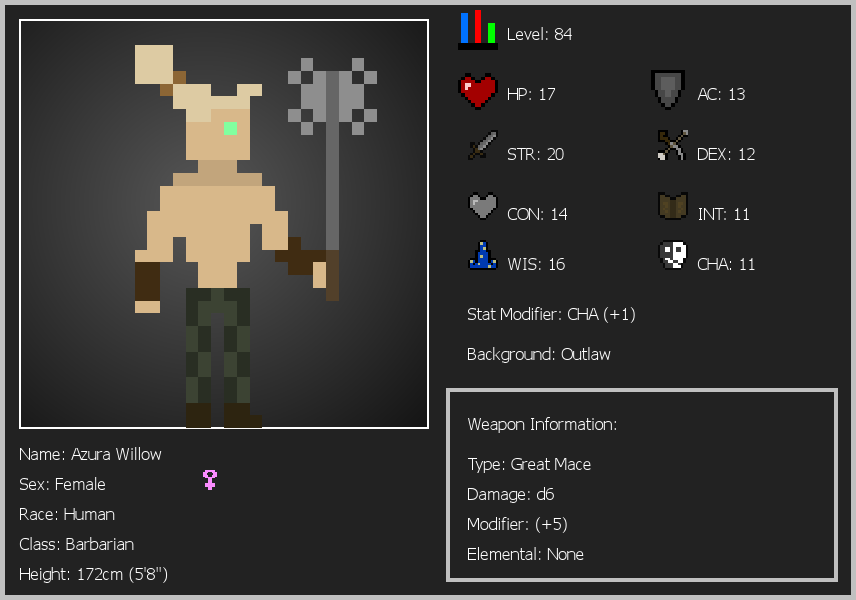 Level: 84
HP: 17
AC: 13
STR: 20
DEX: 12
CON: 14
INT: 11
WIS: 16
CHA: 11
Stat Modifier: CHA (+1)
Background: Outlaw
Weapon Information:
Type: Great Mace
Damage: d6
Modifier: (+5)
Elemental: None
Name: Azura Willow
Sex: Female
Race: Human
Class: Barbarian
Height: 172cm (5'8")